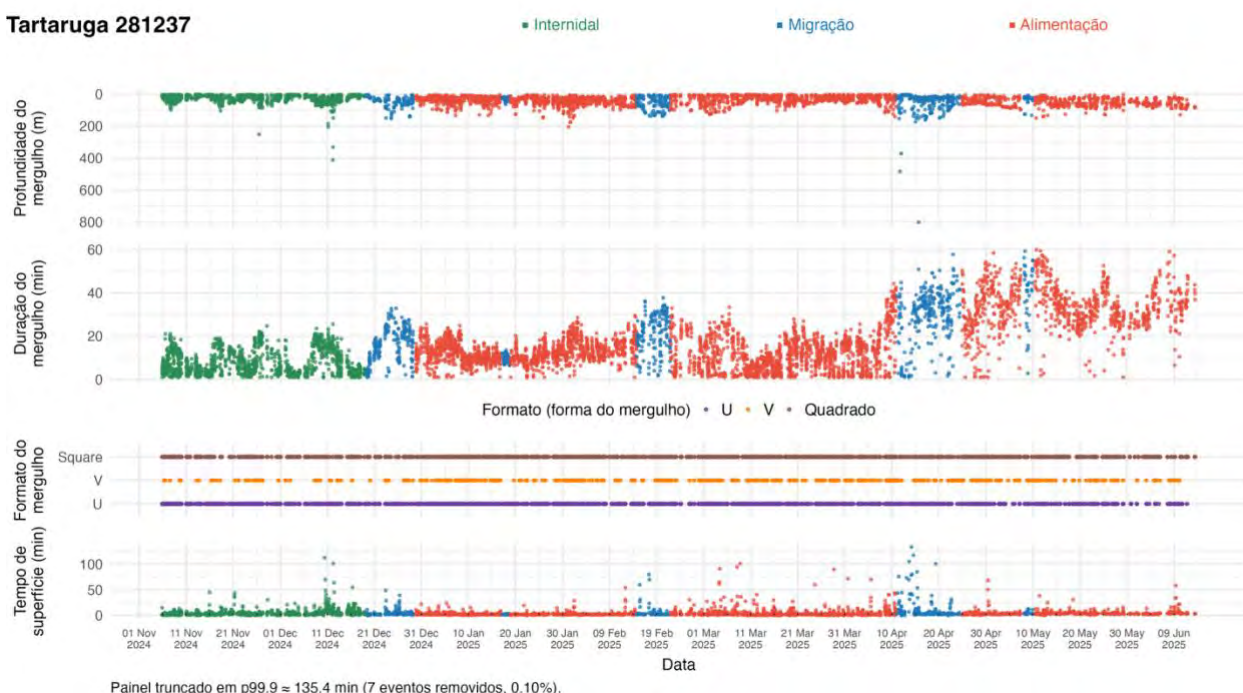 Tartaruga 281237
Internidal Migração Alimentação
Profundidade do
mergulho (m)
0
200
400
600
800
Duração do
mergulho (min)
60
40
20
0
Formato (forma do mergulho) U V Quadrado
Formato do
mergulho
Square
V
U
Tempo de
superfície (min)
100
50
0
01 Nov 11 Nov 21 Nov 01 Dec 11 Dec 21 Dec 31 Dec 10 Jan 20 Jan 30 Jan 09 Feb 19 Feb 01 Mar 11 Mar 21 Mar 31 Mar 10 Apr 20 Apr 30 Apr 10 May 20 May 30 May 09 Jun
2024 2024 2024 2024 2024 2024 2024 2025 2025 2025 2025 2025 2025 2025 2025 2025 2025 2025 2025 2025 2025 2025 2025
Data
Painel truncado em p99.9 ≈ 135.4 min (7 eventos removidos, 0.10%).